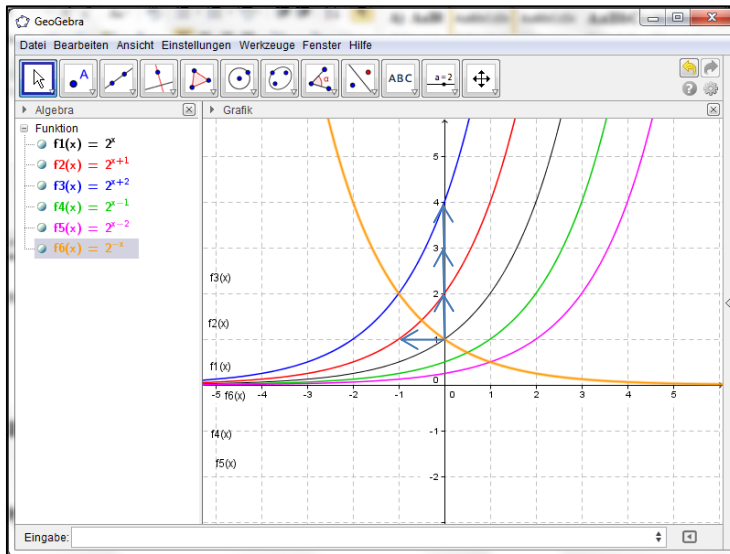 GeoGebra
Datei Bearbeiten Ansicht Einstellungen Werkzeuge Fenster Hilfe
A ABC a=2
Algebra
Grafik
Funktion
f1(x) = 2^x
f2(x) = 2^{x+1}
f3(x) = 2^{x+2}
f4(x) = 2^{x−1}
f5(x) = 2^{x−2}
f6(x) = 2^{−x}
5
4
3
f3(x)
2
f2(x)
1
f1(x)
0
-5 f6(x) -4 -3 -2 -1 0 1 2 3 4 5
-1
f4(x)
f5(x)
-2
Eingabe: